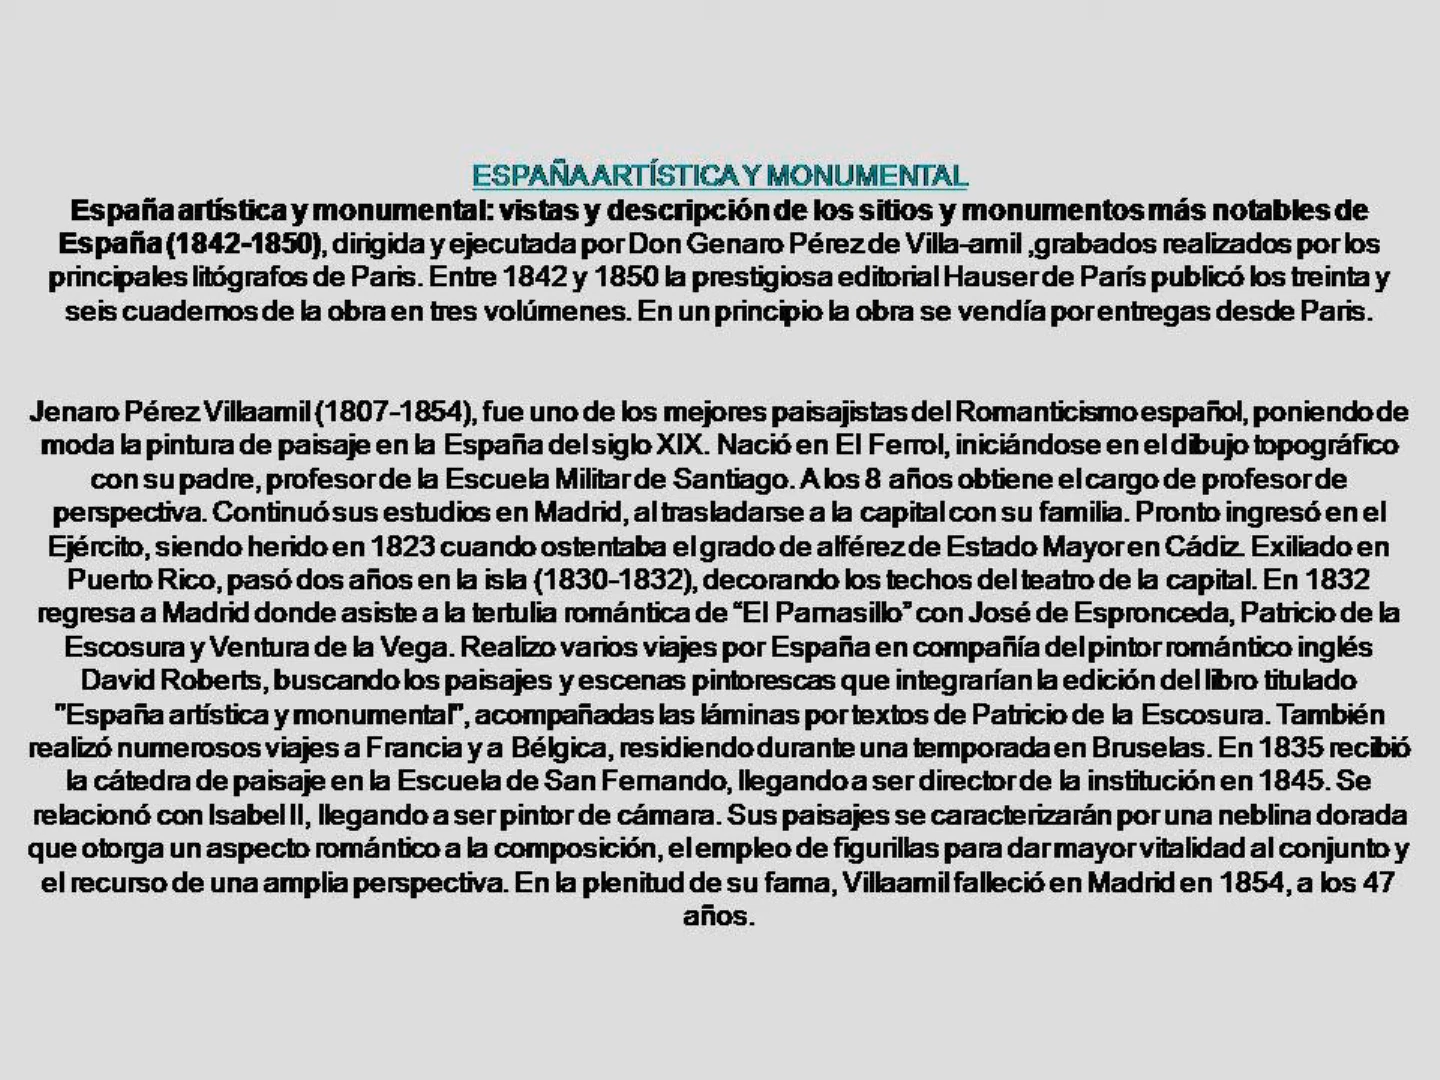 ESPAÑA ARTÍSTICA Y MONUMENTAL
España artística y monumental: vistas y descripción de los sitios y monumentos más notables de
España (1842-1850), dirigida y ejecutada por Don Genaro Pérez de Villa-amil ,grabados realizados por los
principales litógrafos de Paris. Entre 1842 y 1850 la prestigiosa editorial Hauser de París publicó los treinta y
seis cuadernos de la obra en tres volúmenes. En un principio la obra se vendía por entregas desde Paris.
Jenaro Pérez Villaamil (1807-1854), fue uno de los mejores paisajistas del Romanticismo español, poniendo de
moda la pintura de paisaje en la España del siglo XIX. Nació en El Ferrol, iniciándose en el dibujo topográfico
con su padre, profesor de la Escuela Militar de Santiago. A los 8 años obtiene el cargo de profesor de
perspectiva. Continuó sus estudios en Madrid, al trasladarse a la capital con su familia. Pronto ingresó en el
Ejército, siendo herido en 1823 cuando ostentaba el grado de alférez de Estado Mayor en Cádiz. Exiliado en
Puerto Rico, pasó dos años en la isla (1830-1832), decorando los techos del teatro de la capital. En 1832
regresa a Madrid donde asiste a la tertulia romántica de “El Parnasillo” con José de Espronceda, Patricio de la
Escosura y Ventura de la Vega. Realizo varios viajes por España en compañía del pintor romántico inglés
David Roberts, buscando los paisajes y escenas pintorescas que integrarían la edición del libro titulado
"España artística y monumental", acompañadas las láminas por textos de Patricio de la Escosura. También
realizó numerosos viajes a Francia y a Bélgica, residiendo durante una temporada en Bruselas. En 1835 recibió
la cátedra de paisaje en la Escuela de San Fernando, llegando a ser director de la institución en 1845. Se
relacionó con Isabel II, llegando a ser pintor de cámara. Sus paisajes se caracterizarán por una neblina dorada
que otorga un aspecto romántico a la composición, el empleo de figurillas para dar mayor vitalidad al conjunto y
el recurso de una amplia perspectiva. En la plenitud de su fama, Villaamil falleció en Madrid en 1854, a los 47
años.